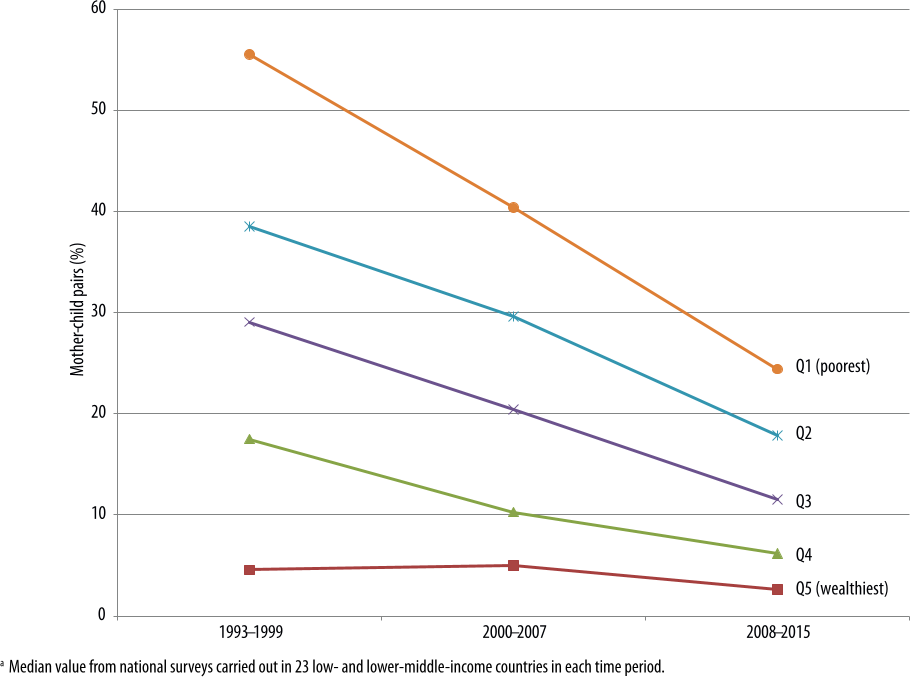 60
50
40
30
20
10
0
Mother-child pairs (%)
Q1 (poorest)
Q2
Q3
Q4
Q5 (wealthiest)
1993–1999 2000–2007 2008–2015
a Median value from national surveys carried out in 23 low- and lower-middle-income countries in each time period.